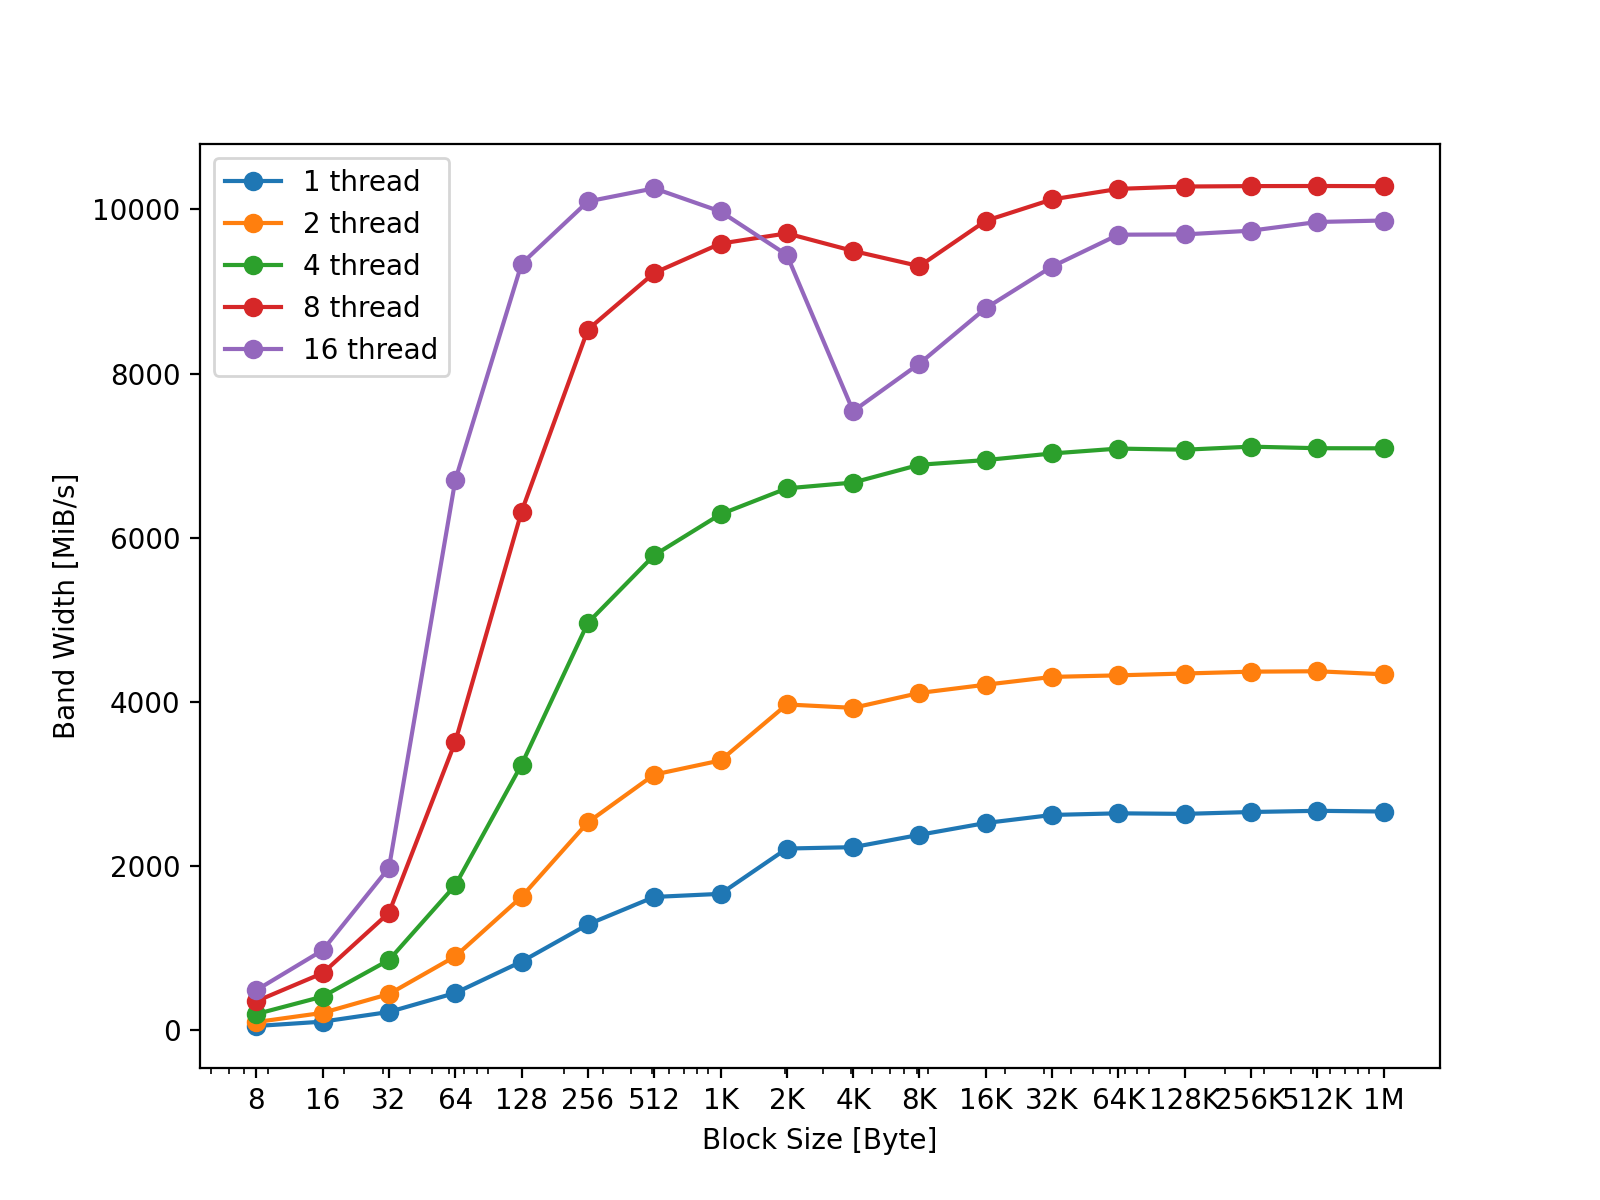 1 thread
2 thread
4 thread
8 thread
16 thread
10000
8000
6000
4000
2000
0
Band Width [MiB/s]
8 16 32 64 128 256 512 1K 2K 4K 8K 16K 32K 64K 128K 256K 512K 1M
Block Size [Byte]